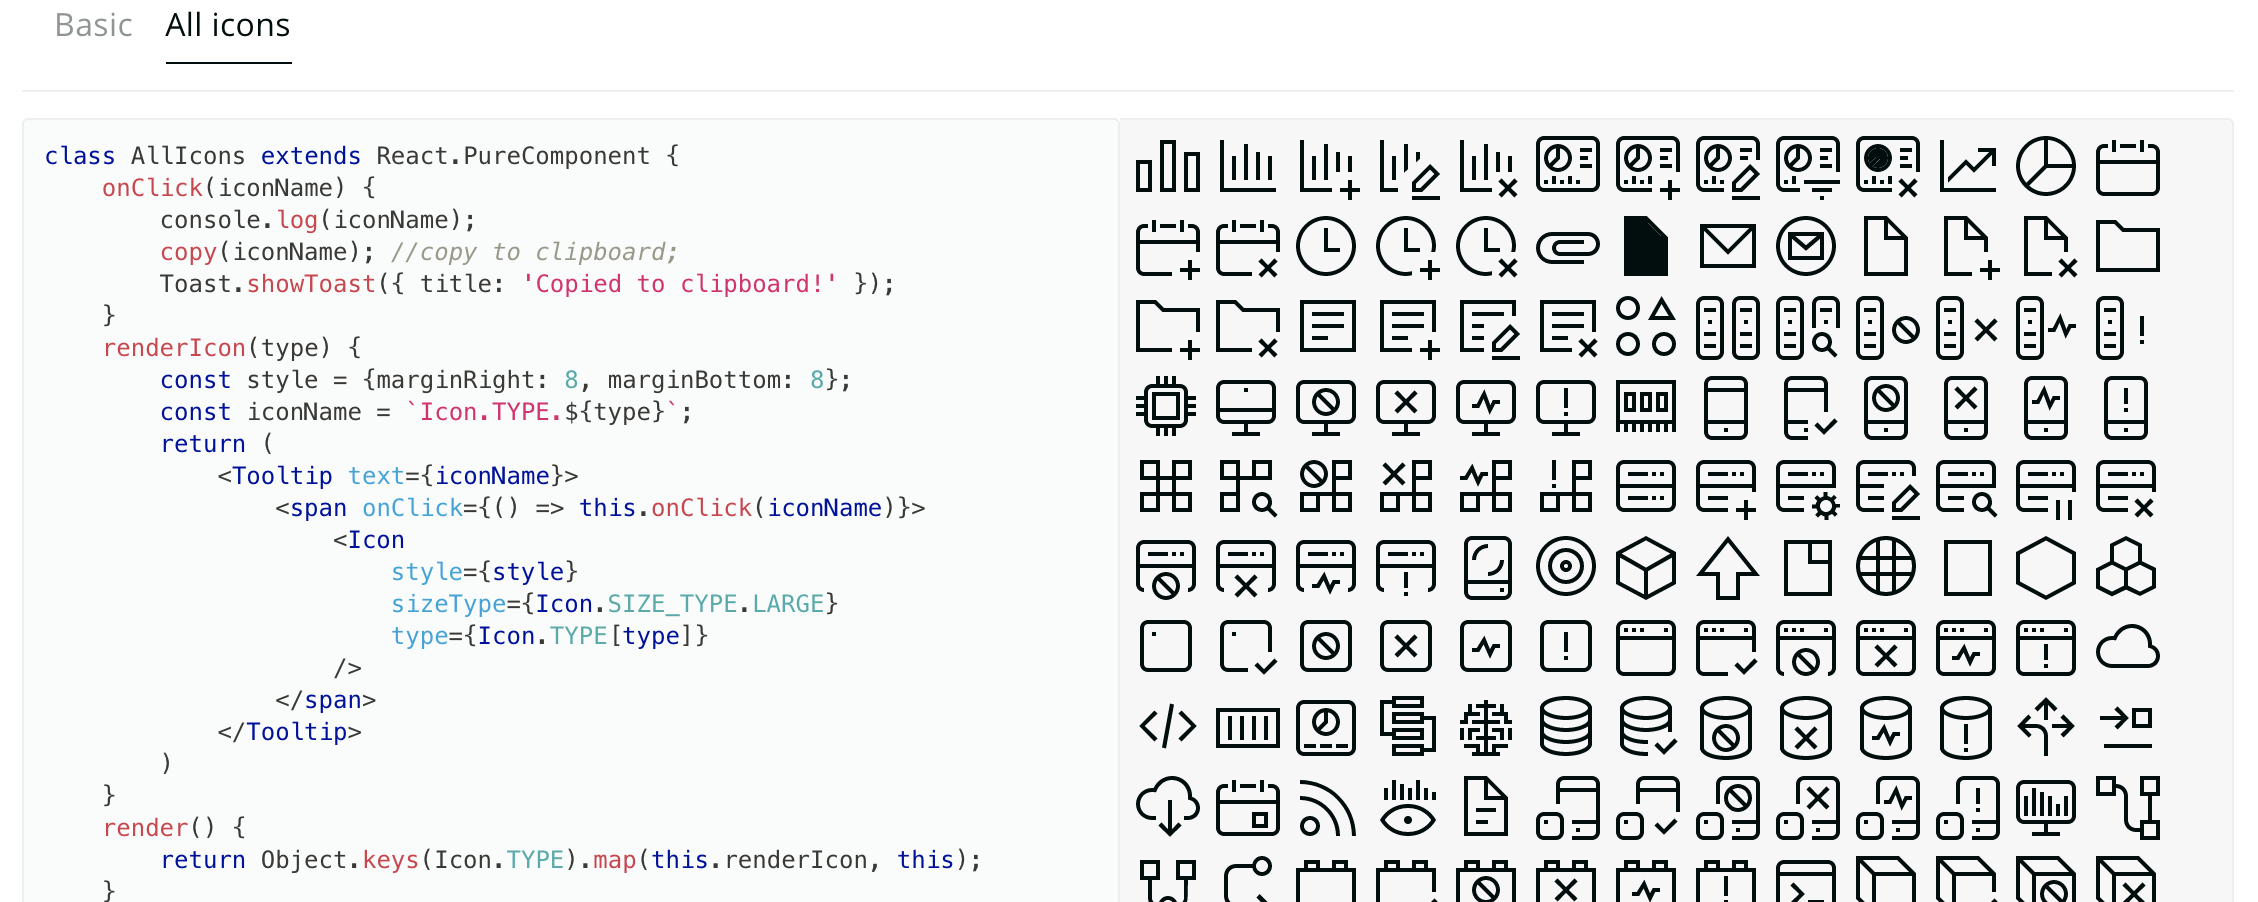 Basic All icons
class AllIcons extends React.PureComponent {
    onClick(iconName) {
        console.log(iconName);
        copy(iconName); //copy to clipboard;
        Toast.showToast({ title: 'Copied to clipboard!' });
    }
    renderIcon(type) {
        const style = {marginRight: 8, marginBottom: 8};
        const iconName = `Icon.TYPE.${type}`;
        return (
            <Tooltip text={iconName}>
                <span onClick={() => this.onClick(iconName)}>
                    <Icon
                        style={style}
                        sizeType={Icon.SIZE_TYPE.LARGE}
                        type={Icon.TYPE[type]}
                    />
                </span>
            </Tooltip>
        )
    }
    render() {
        return Object.keys(Icon.TYPE).map(this.renderIcon, this);
    }